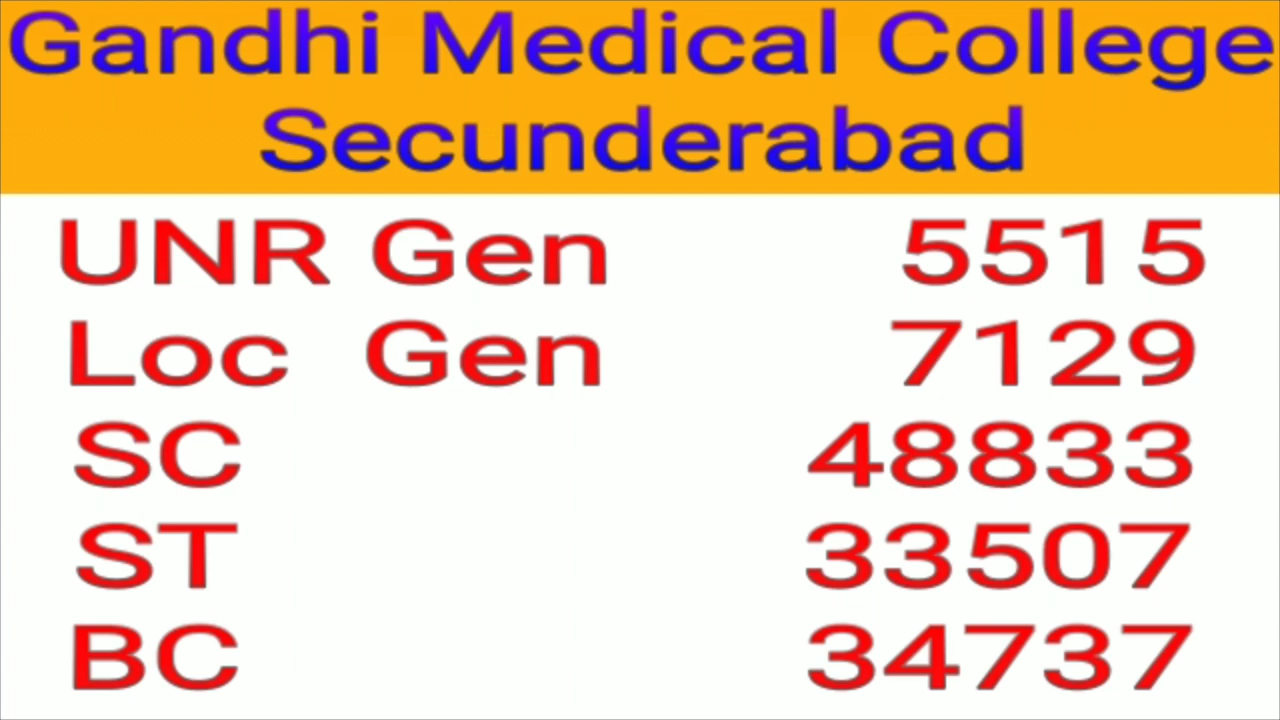 Gandhi Medical College
Secunderabad
UNR Gen 5515
Loc Gen 7129
SC 48833
ST 33507
BC 34737